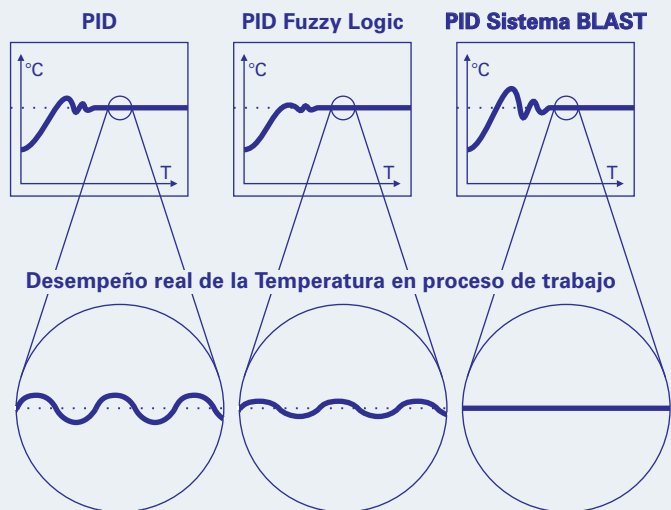 PID
PID Fuzzy Logic
PID Sistema BLAST
°C
T
°C
T
°C
T
Desempeño real de la Temperatura en proceso de trabajo